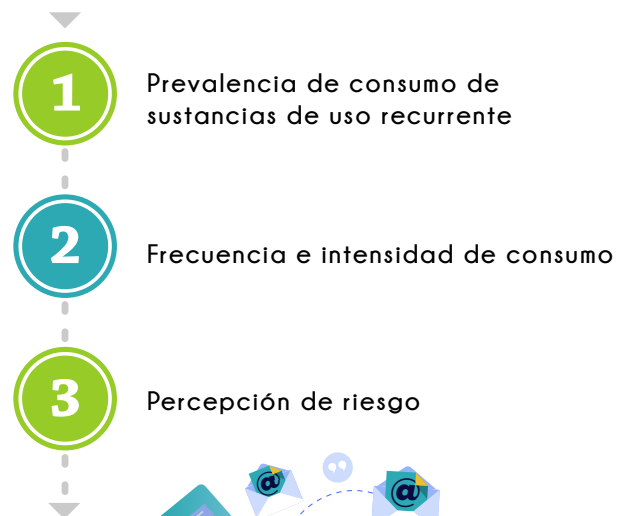 1
Prevalencia de consumo de
sustancias de uso recurrente
2
Frecuencia e intensidad de consumo
3
Percepción de riesgo
@
@